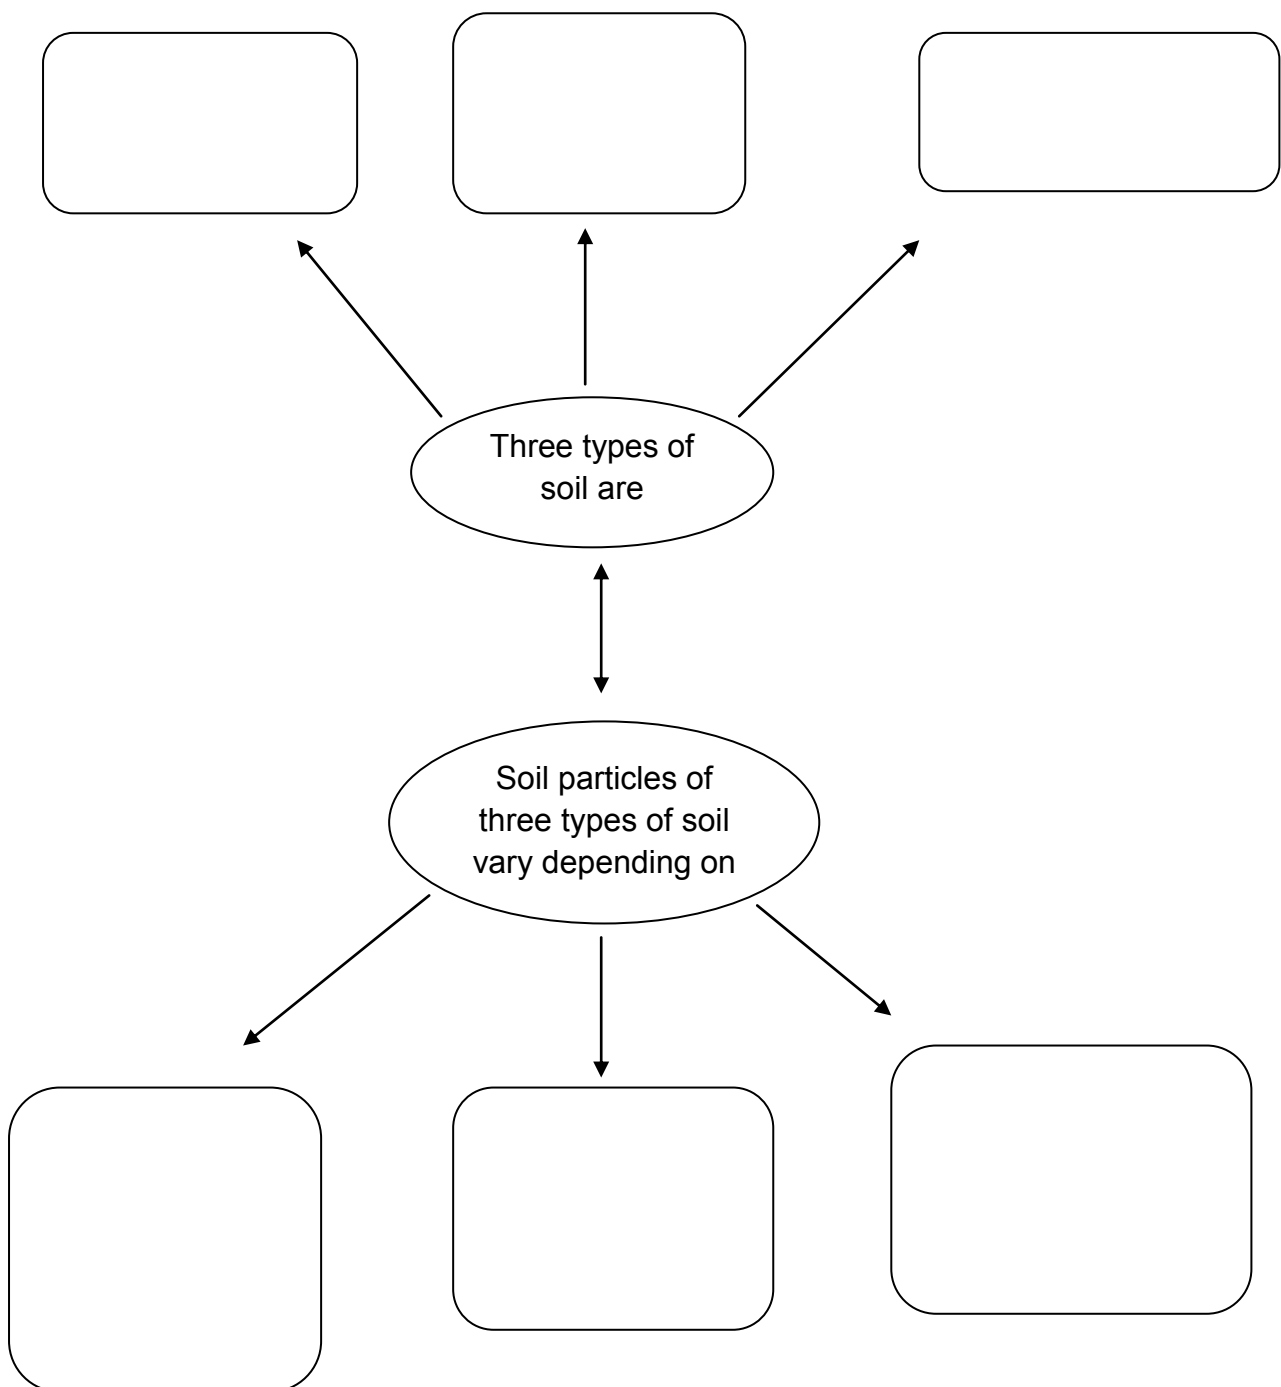 Three types of
soil are
Soil particles of
three types of soil
vary depending on